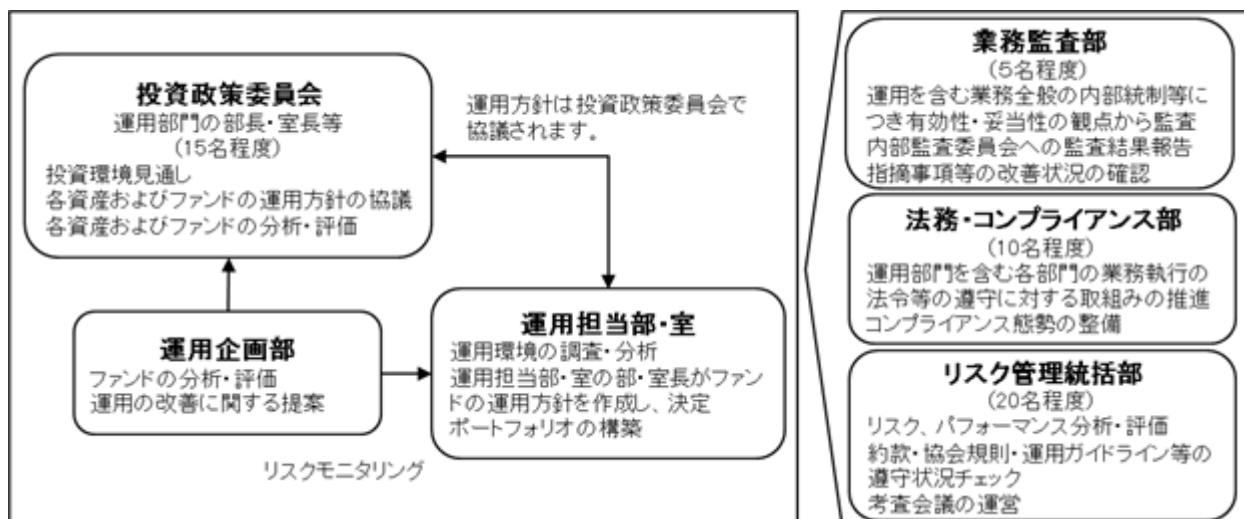 投資政策委員会
運用部門の部長・室長等
(15名程度)
投資環境見通し
各資産およびファンドの運用方針の協議
各資産およびファンドの分析・評価
運用方針は投資政策委員会で
協議されます。
運用企画部
ファンドの分析・評価
運用の改善に関する提案
運用担当部・室
運用環境の調査・分析
運用担当部・室の部・室長がファン
ドの運用方針を作成し、決定
ポートフォリオの構築
リスクモニタリング
業務監査部
(5名程度)
運用を含む業務全般の内部統制等に
つき有効性・妥当性の観点から監査
内部監査委員会への監査結果報告
指摘事項等の改善状況の確認
法務・コンプライアンス部
(10名程度)
運用部門を含む各部門の業務執行の
法令等の遵守に対する取組みの推進
コンプライアンス態勢の整備
リスク管理統括部
(20名程度)
リスク、パフォーマンス分析・評価
約款・協会規則・運用ガイドライン等の
遵守状況チェック
考査会議の運営